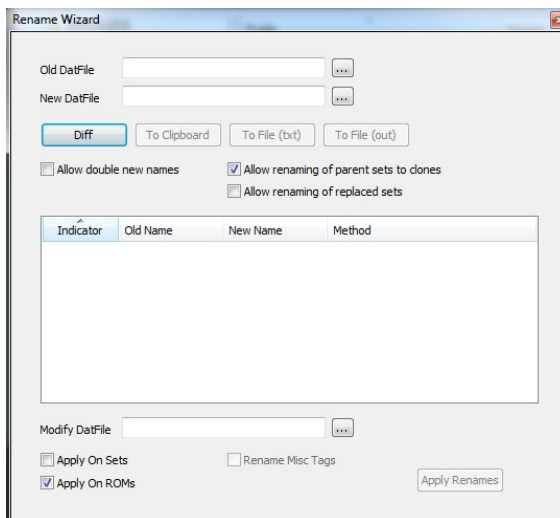 Rename Wizard
Old DatFile ...
New DatFile ...
Diff To Clipboard To File (txt) To File (out)
Allow double new names Allow renaming of parent sets to clones
Allow renaming of replaced sets
Indicator Old Name New Name Method
Modify DatFile ...
Apply On Sets Rename Misc Tags
Apply On ROMs Apply Renames